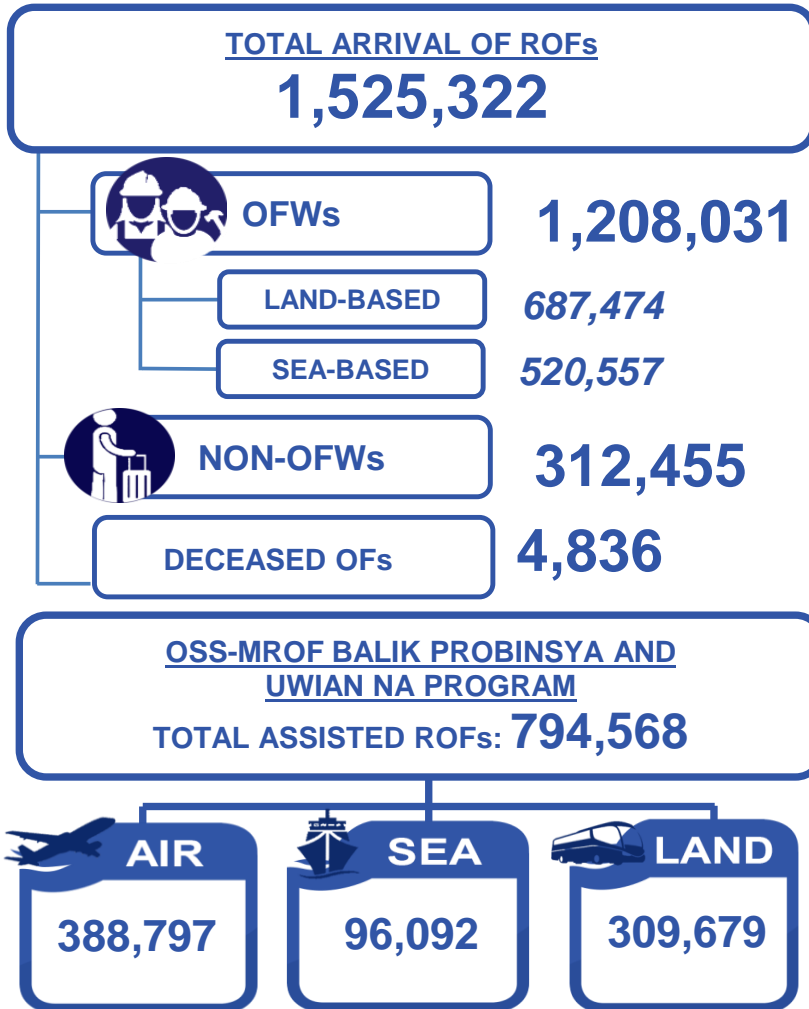 TOTAL ARRIVAL OF ROFs
1,525,322
OFWs 1,208,031
LAND-BASED 687,474
SEA-BASED 520,557
NON-OFWs 312,455
DECEASED OFs 4,836
OSS-MROF BALIK PROBINSYA AND
UWIAN NA PROGRAM
TOTAL ASSISTED ROFs: 794,568
AIR SEA LAND
388,797 96,092 309,679